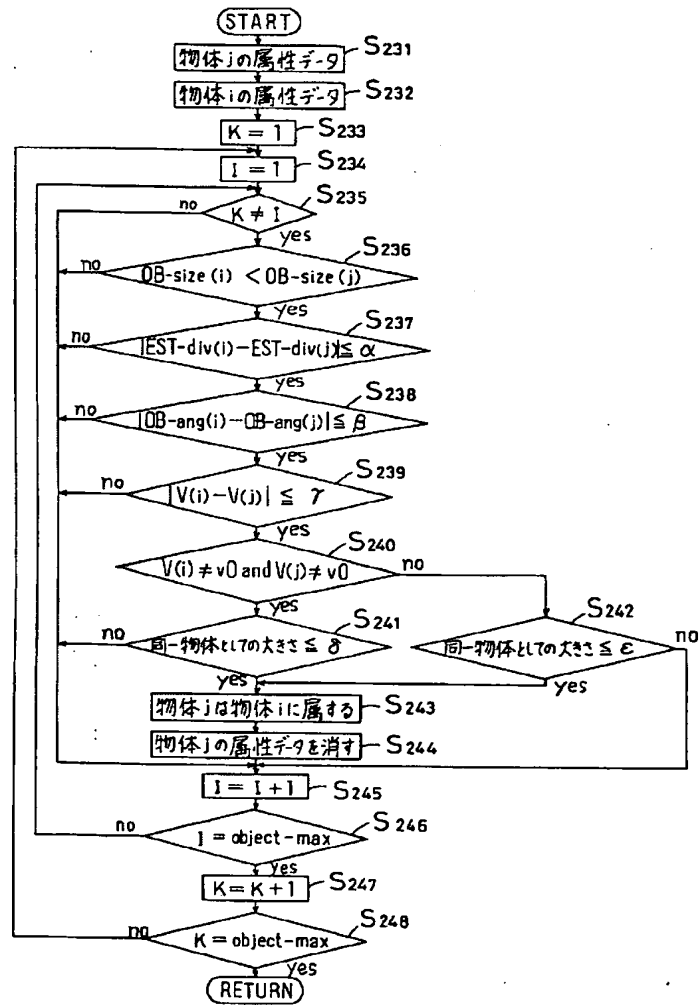 START
物体jの属性データ S231
物体iの属性データ S232
K = 1 S233
I = 1 S234
K ≠ I S235
no
yes
OB-size (i) < OB-size (j) S236
no
yes
|EST-div(i)-EST-div(j)| ≦ α S237
no
yes
|OB-ang(i)-OB-ang(j)| ≦ β S238
no
yes
|V(i)-V(j)| ≦ γ S239
no
yes
V(i) ≠ v0 and V(j) ≠ v0 S240
no
yes
同一物体としての大きさ ≦ δ S241
no
yes
同一物体としての大きさ ≦ ε S242
no
yes
物体jは物体iに属する S243
物体jの属性データを消す S244
I = I + 1 S245
I = object-max S246
no
yes
K = K + 1 S247
K = object-max S248
no
yes
RETURN